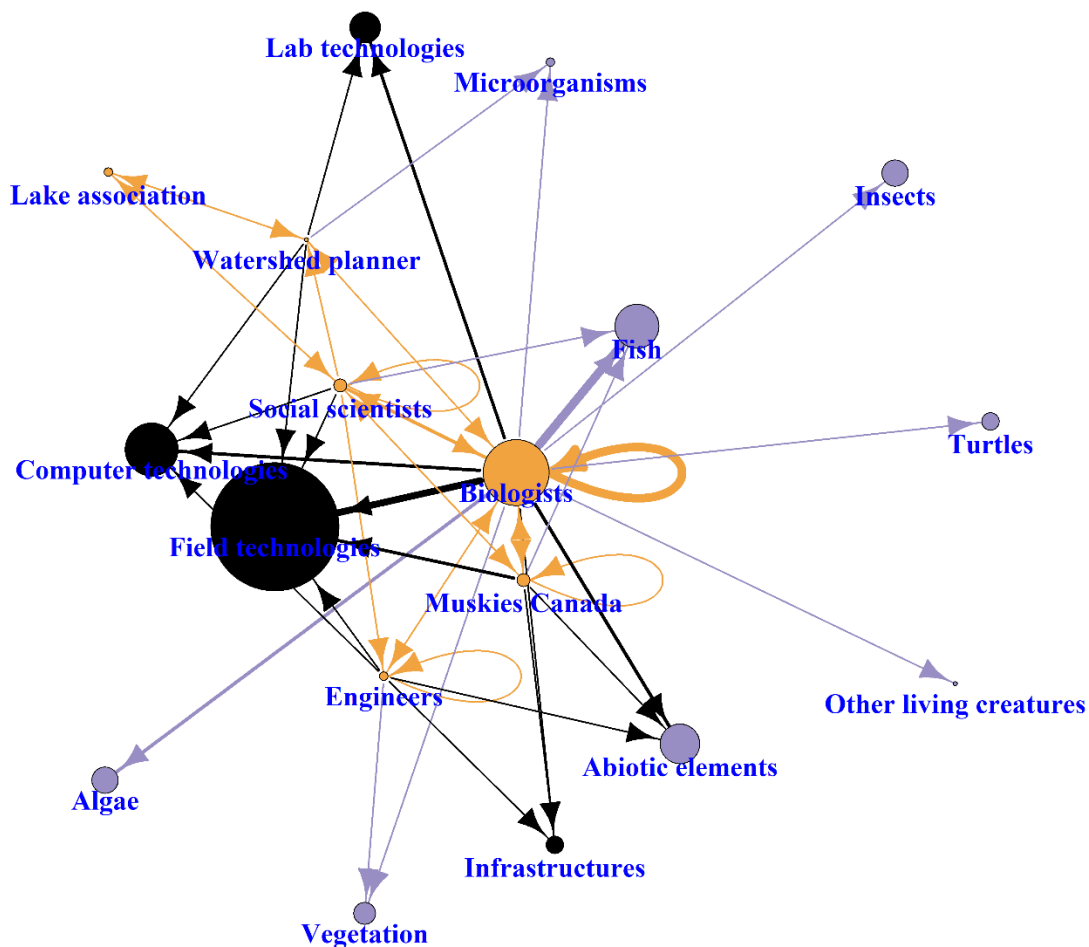 Lab technologies
Microorganisms
Lake association
Insects
Watershed planner
Fish
Social scientists
Turtles
Computer technologies
Biologists
Field technologies
Muskies Canada
Engineers
Other living creatures
Abiotic elements
Algae
Infrastructures
Vegetation